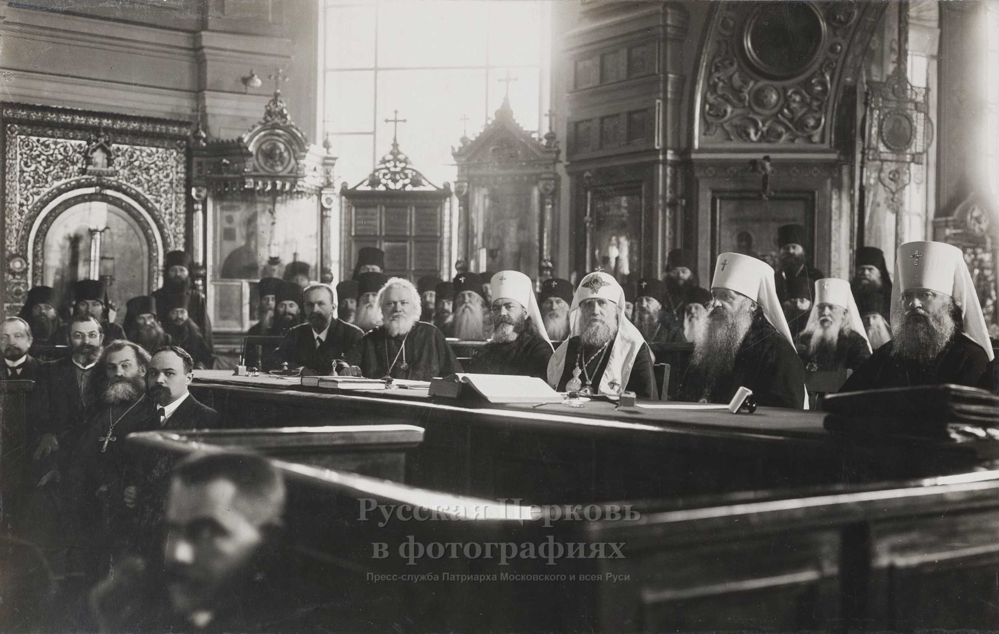 Русская Церковь
в фотографиях
Пресс-служба Патриарха Московского и всея Руси